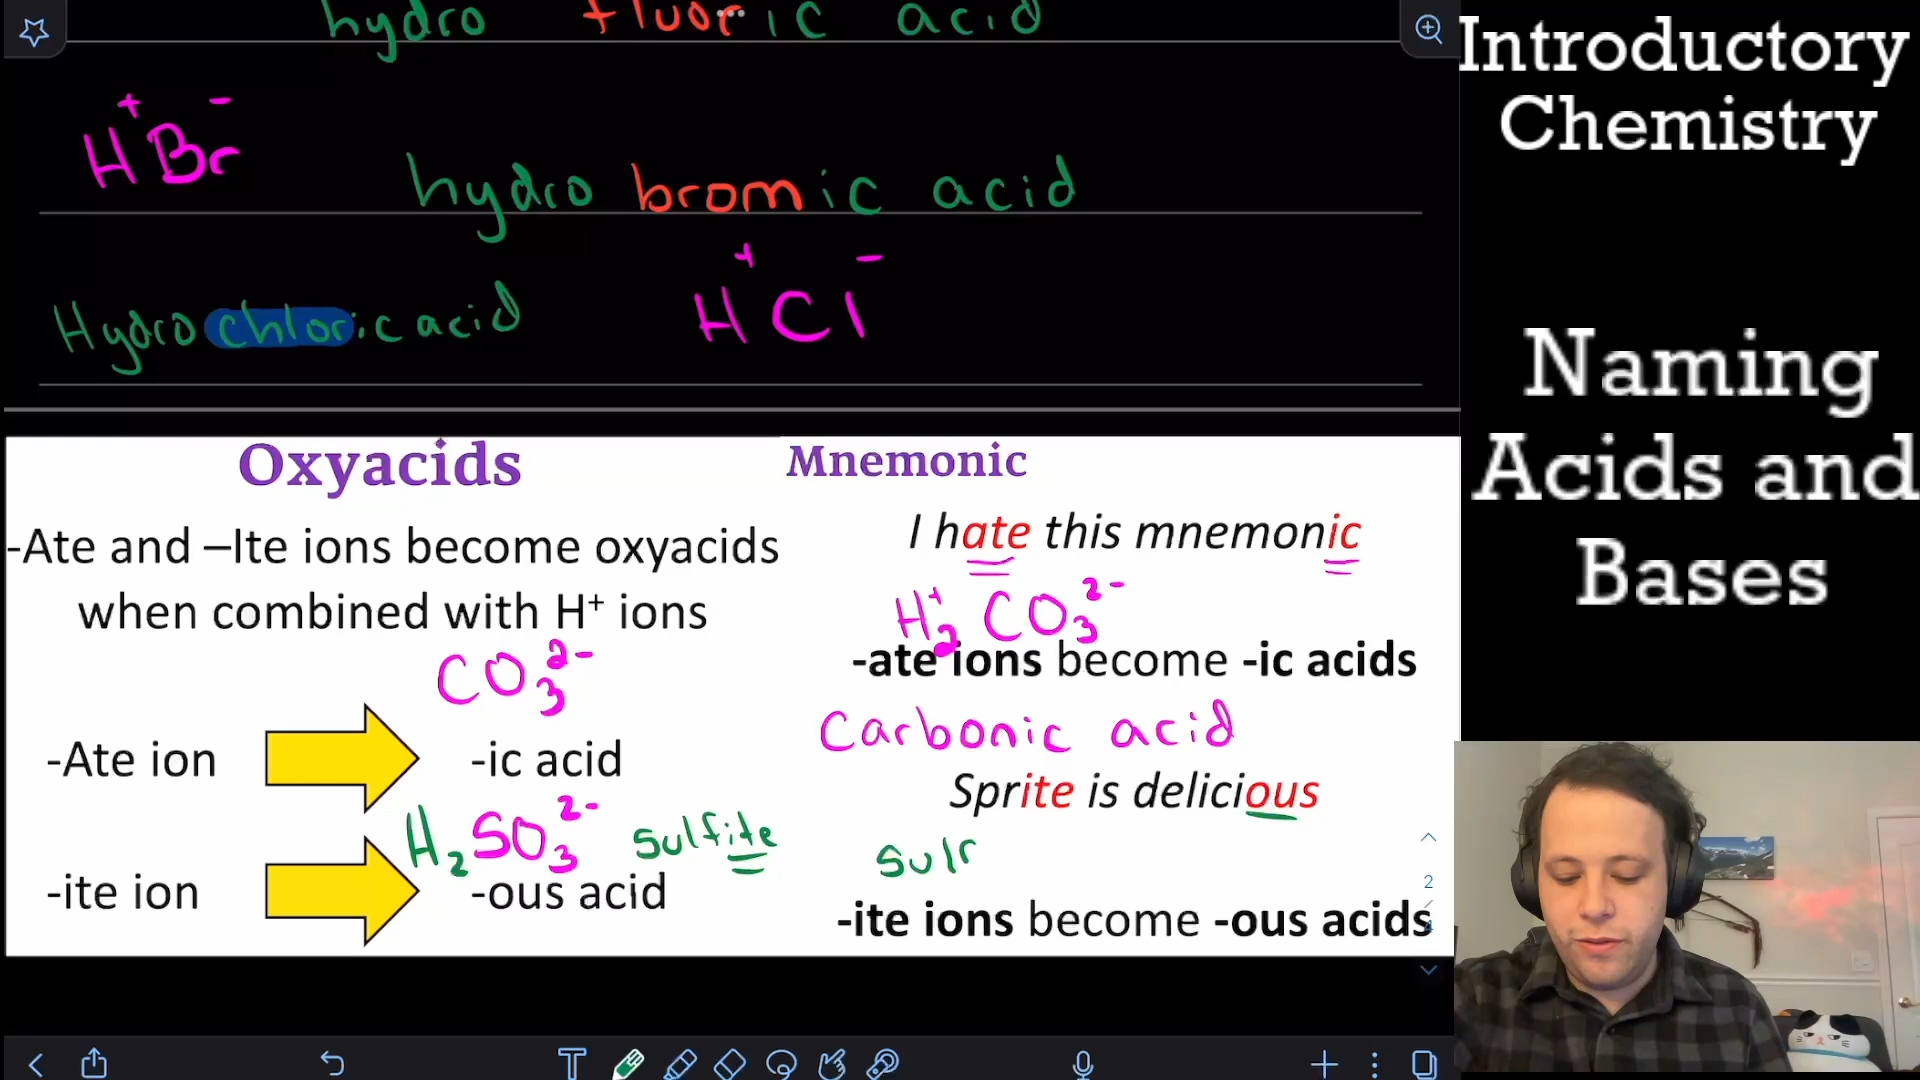 hydro fluoric acid
H⁺Br⁻
hydro bromic acid
Hydrochloric acid
H⁺Cl⁻
Oxyacids
-Ate and –Ite ions become oxyacids
when combined with H⁺ ions
CO₃²⁻
-Ate ion
-ic acid
H₂SO₃²⁻ sulfite
-ite ion
-ous acid
Mnemonic
I hate this mnemonic
H₂⁺CO₃²⁻
-ate ions become -ic acids
Carbonic acid
Sprite is delicious
sulr
-ite ions become -ous acids
2
4
T
Introductory
Chemistry
Naming
Acids and
Bases